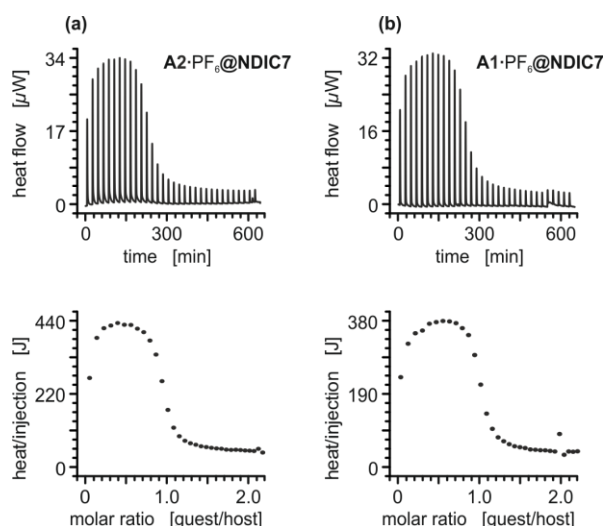 (a)
(b)
A2·PF6@NDIC7
A1·PF6@NDIC7
heat flow [µW]
34
17
0
0 300 600
time [min]
heat flow [µW]
32
16
0
0 300 600
time [min]
heat/injection [J]
440
220
0
0 1.0 2.0
molar ratio [guest/host]
heat/injection [J]
380
190
0
0 1.0 2.0
molar ratio [guest/host]